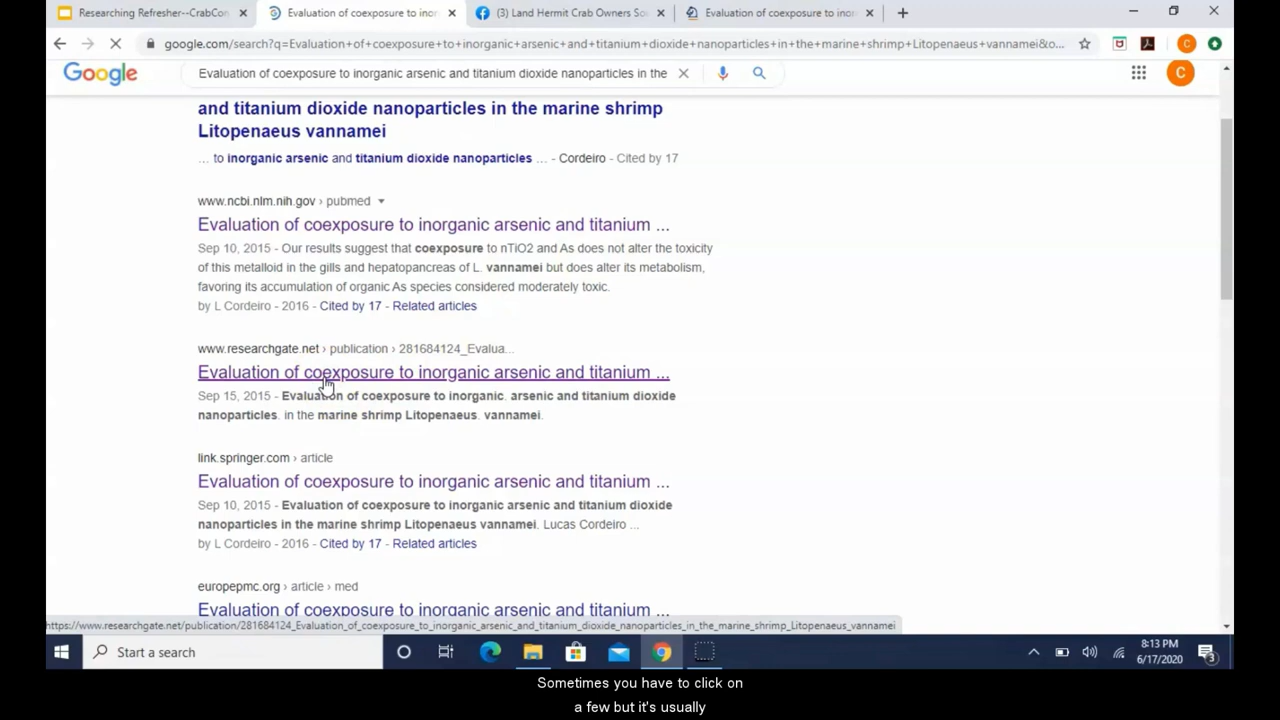 Researching Refresher--CrabCon
Evaluation of coexposure to inor
(3) Land Hermit Crab Owners So
Evaluation of coexposure to inor
google.com/search?q=Evaluation+of+coexposure+to+inorganic+arsenic+and+titanium+dioxide+nanoparticles+in+the+marine+shrimp+Litopenaeus+vannamei&o...
C
Google
Evaluation of coexposure to inorganic arsenic and titanium dioxide nanoparticles in the
C
and titanium dioxide nanoparticles in the marine shrimp
Litopenaeus vannamei
... to inorganic arsenic and titanium dioxide nanoparticles ... - Cordeiro - Cited by 17
www.ncbi.nlm.nih.gov › pubmed
Evaluation of coexposure to inorganic arsenic and titanium ...
Sep 10, 2015 - Our results suggest that coexposure to nTiO2 and As does not alter the toxicity
of this metalloid in the gills and hepatopancreas of L. vannamei but does alter its metabolism,
favoring its accumulation of organic As species considered moderately toxic.
by L Cordeiro - 2016 - Cited by 17 - Related articles
www.researchgate.net › publication › 281684124_Evalua...
Evaluation of coexposure to inorganic arsenic and titanium ...
Sep 15, 2015 - Evaluation of coexposure to inorganic. arsenic and titanium dioxide
nanoparticles. in the marine shrimp Litopenaeus. vannamei.
link.springer.com › article
Evaluation of coexposure to inorganic arsenic and titanium ...
Sep 10, 2015 - Evaluation of coexposure to inorganic arsenic and titanium dioxide
nanoparticles in the marine shrimp Litopenaeus vannamei. Lucas Cordeiro ...
by L Cordeiro - 2016 - Cited by 17 - Related articles
europepmc.org › article › med
Evaluation of coexposure to inorganic arsenic and titanium ...
https://www.researchgate.net/publication/281684124_Evaluation_of_coexposure_to_inorganic_arsenic_and_titanium_dioxide_nanoparticles_in_the_marine_shrimp_Litopenaeus_vannamei
Start a search
8:13 PM
6/17/2020
3
Sometimes you have to click on
a few but it's usually